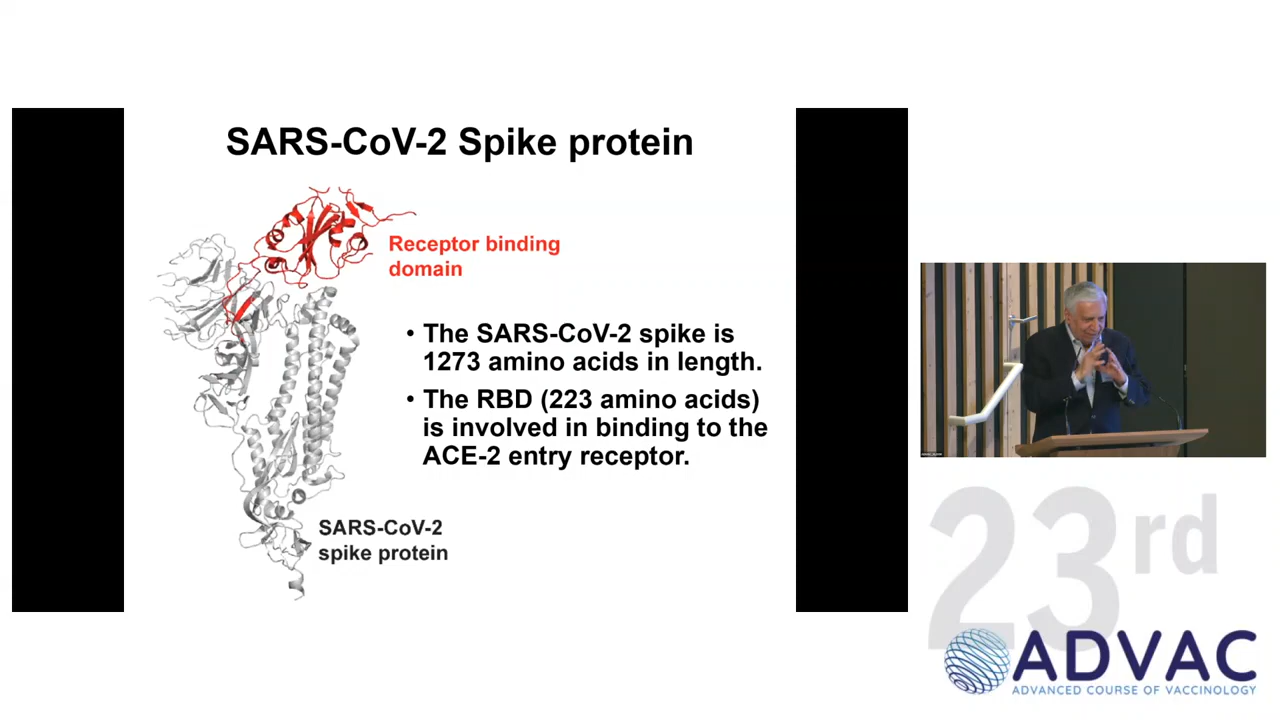 SARS-CoV-2 Spike protein
Receptor binding
domain
• The SARS-CoV-2 spike is
1273 amino acids in length.
• The RBD (223 amino acids)
is involved in binding to the
ACE-2 entry receptor.
SARS-CoV-2
spike protein
23rd
ADVAC
ADVANCED COURSE OF VACCINOLOGY